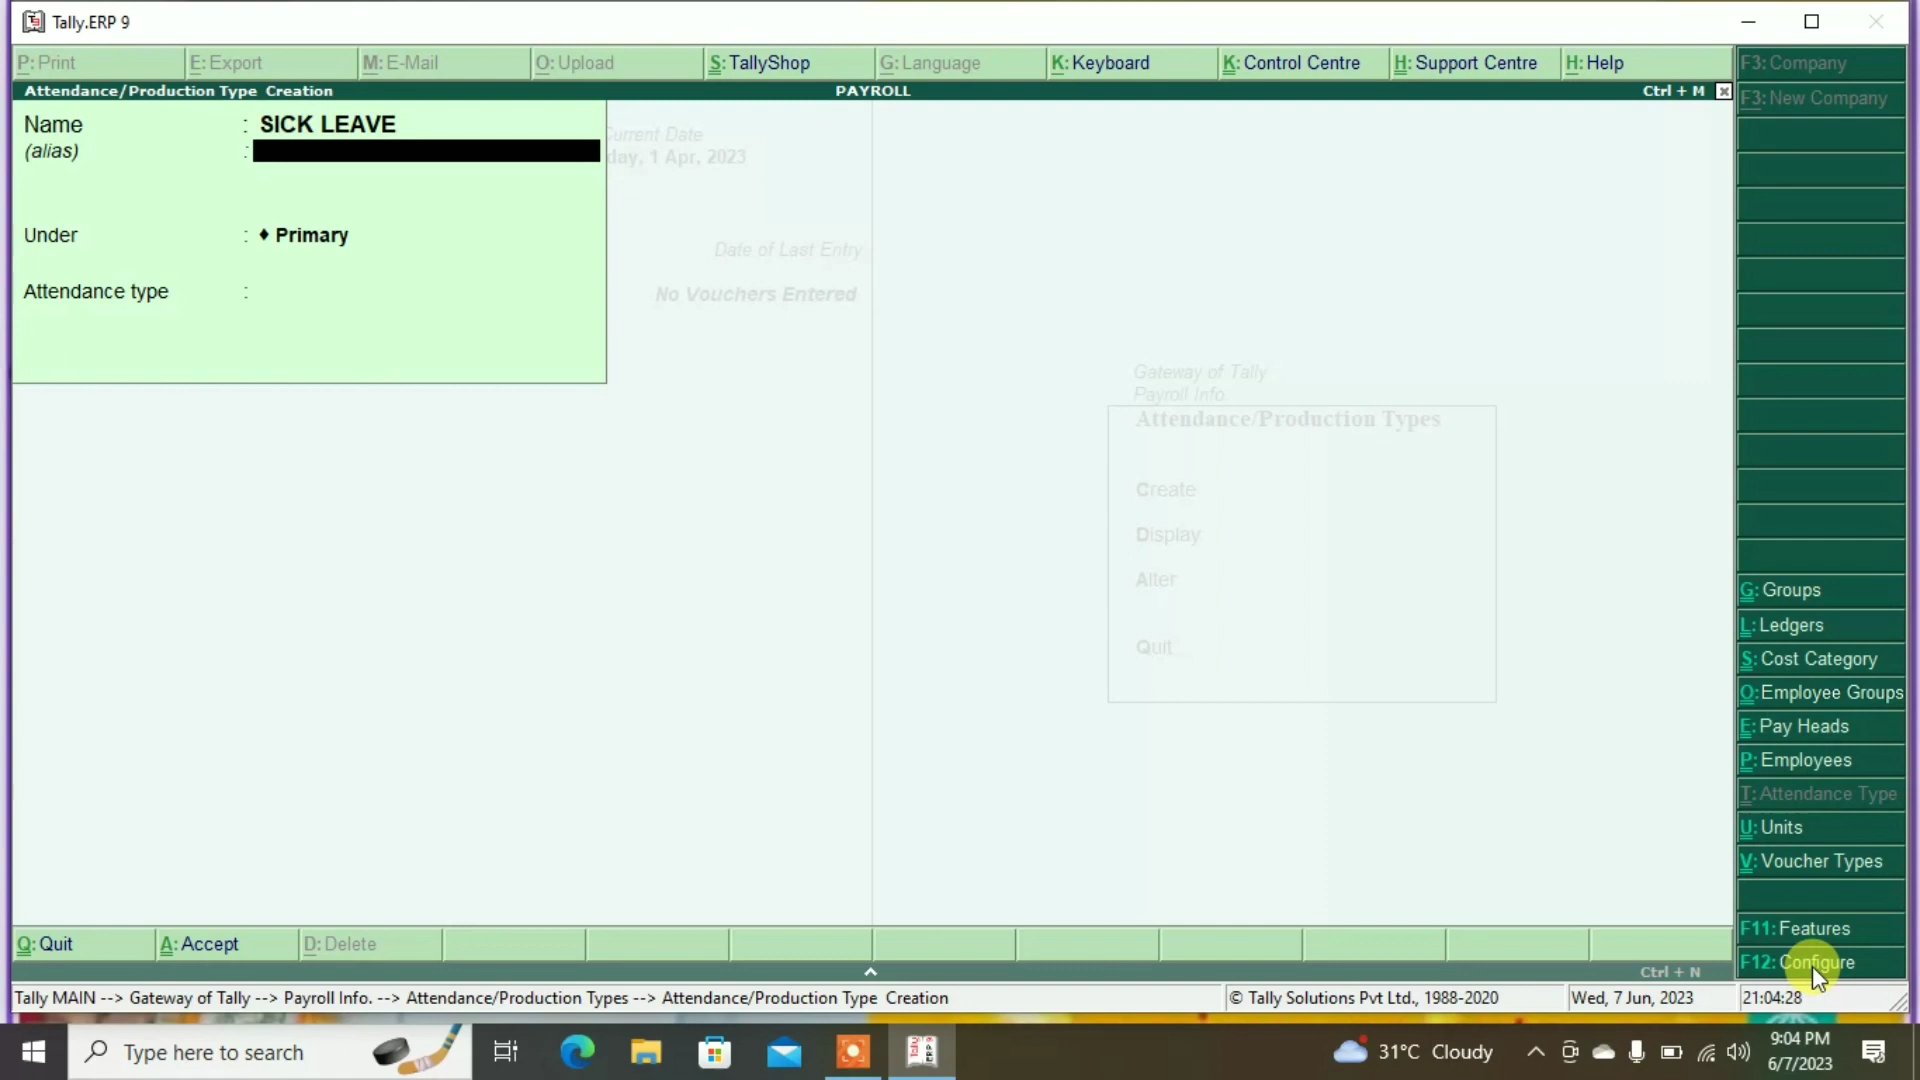 Tally.ERP 9
P: Print
E: Export
M: E-Mail
O: Upload
S: TallyShop
G: Language
K: Keyboard
K: Control Centre
H: Support Centre
H: Help
F3: Company
Attendance/Production Type Creation
PAYROLL
Ctrl + M
F3: New Company
Name : SICK LEAVE
(alias) :
Current Date
day, 1 Apr, 2023
Under : ♦ Primary
Date of Last Entry
Attendance type :
No Vouchers Entered
Gateway of Tally
Payroll Info.
Attendance/Production Types
Create
Display
Alter
Quit
G: Groups
L: Ledgers
S: Cost Category
O: Employee Groups
E: Pay Heads
P: Employees
T: Attendance Type
U: Units
V: Voucher Types
F11: Features
F12: Configure
Q: Quit
A: Accept
D: Delete
Ctrl + N
Tally MAIN --> Gateway of Tally --> Payroll Info. --> Attendance/Production Types --> Attendance/Production Type Creation
© Tally Solutions Pvt Ltd., 1988-2020
Wed, 7 Jun, 2023
21:04:28
Type here to search
31°C Cloudy
9:04 PM
6/7/2023